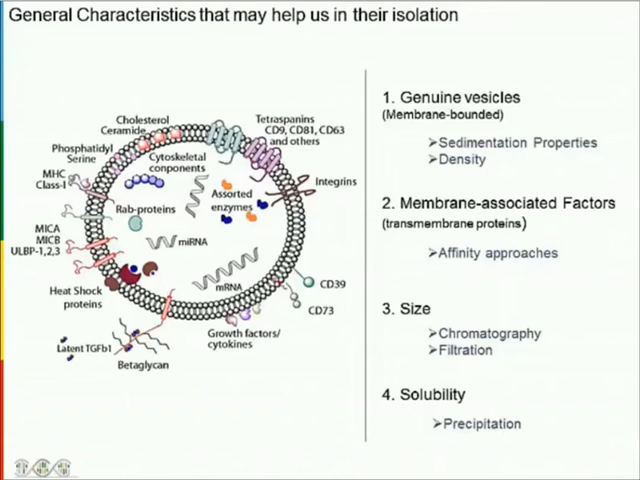 General Characteristics that may help us in their isolation
Cholesterol
Ceramide
Tetraspanins
CD9, CD81, CD63
and others
Phosphatidyl
Serine
Cytoskeletal
conponents
MHC
Class-I
Integrins
Assorted
enzymes
Rab-proteins
miRNA
MICA
MICB
ULBP-1,2,3
mRNA
CD39
Heat Shock
proteins
CD73
Growth factors/
cytokines
Latent TGFb1
Betaglycan
1. Genuine vesicles
(Membrane-bounded)
➢Sedimentation Properties
➢Density
2. Membrane-associated Factors
(transmembrane proteins)
➢Affinity approaches
3. Size
➢Chromatography
➢Filtration
4. Solubility
➢Precipitation